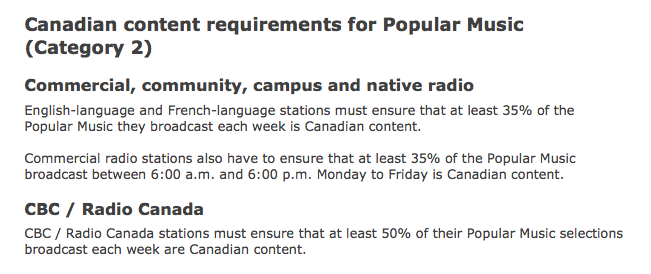 Canadian content requirements for Popular Music
(Category 2)
Commercial, community, campus and native radio
English-language and French-language stations must ensure that at least 35% of the
Popular Music they broadcast each week is Canadian content.
Commercial radio stations also have to ensure that at least 35% of the Popular Music
broadcast between 6:00 a.m. and 6:00 p.m. Monday to Friday is Canadian content.
CBC / Radio Canada
CBC / Radio Canada stations must ensure that at least 50% of their Popular Music selections
broadcast each week are Canadian content.